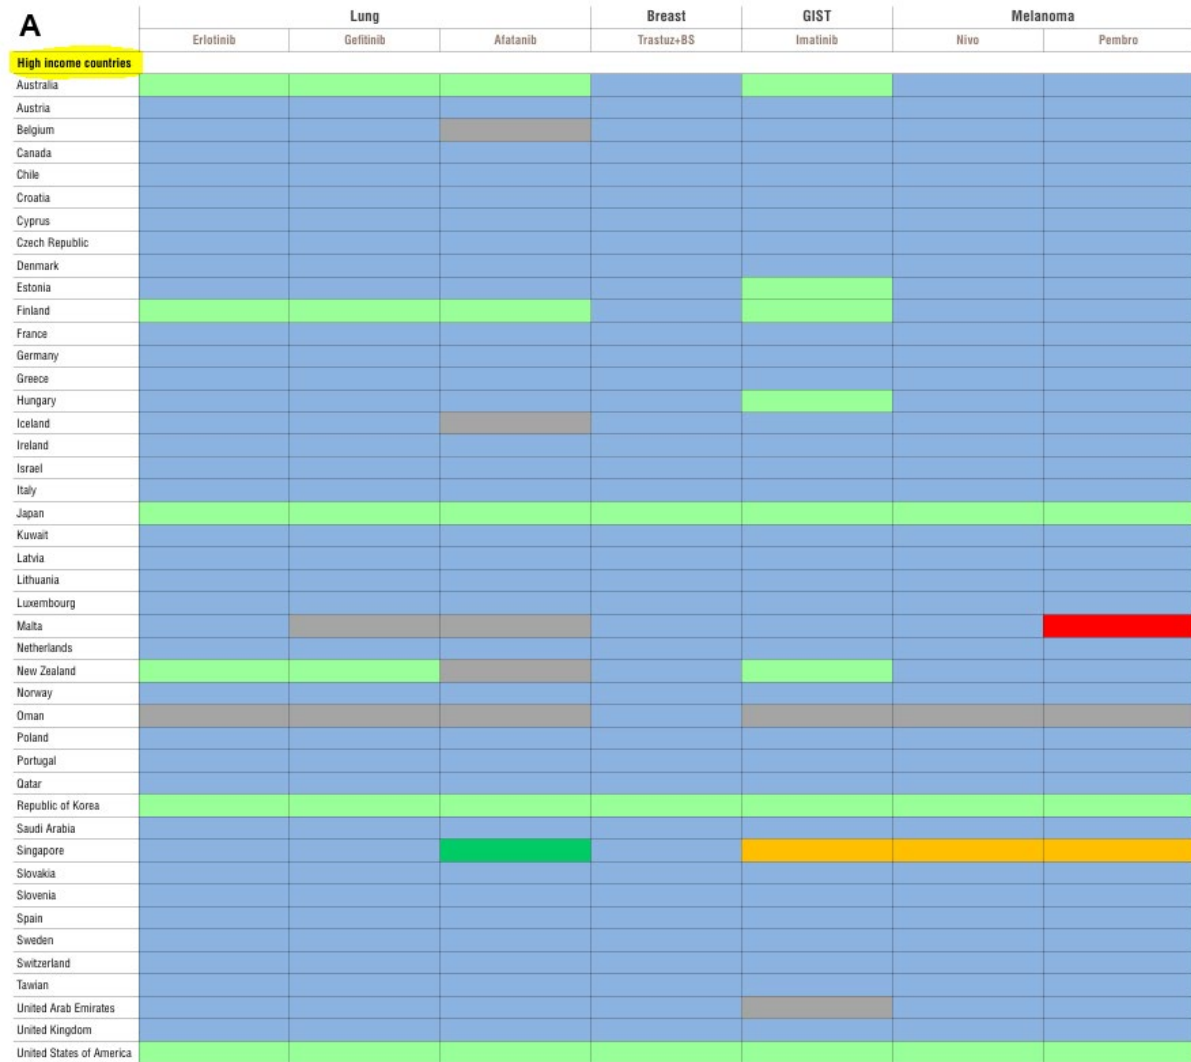 A
Lung Breast GIST Melanoma
Erlotinib Gefitinib Afatanib Trastuz+BS Imatinib Nivo Pembro
High income countries
Australia
Austria
Belgium
Canada
Chile
Croatia
Cyprus
Czech Republic
Denmark
Estonia
Finland
France
Germany
Greece
Hungary
Iceland
Ireland
Israel
Italy
Japan
Kuwait
Latvia
Lithuania
Luxembourg
Malta
Netherlands
New Zealand
Norway
Oman
Poland
Portugal
Qatar
Republic of Korea
Saudi Arabia
Singapore
Slovakia
Slovenia
Spain
Sweden
Switzerland
Tawian
United Arab Emirates
United Kingdom
United States of America